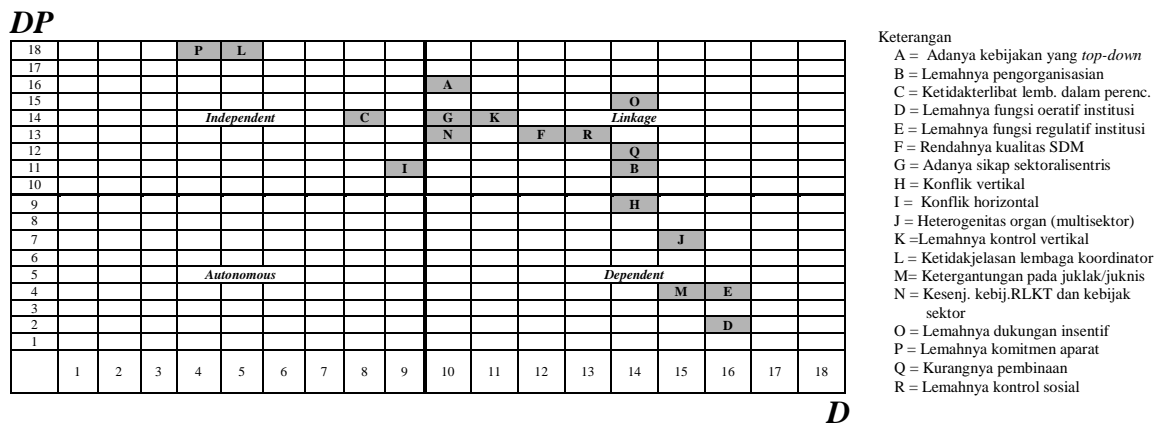 DP
18 P L
17
16 A
15 O
14 Independent C G K Linkage
13 N F R
12 Q
11 I B
10
9 H
8
7 J
6
5 Autonomous Dependent
4 M E
3
2 D
1
1 2 3 4 5 6 7 8 9 10 11 12 13 14 15 16 17 18
D
Keterangan
A = Adanya kebijakan yang top-down
B = Lemahnya pengorganisasian
C = Ketidakterlibat lemb. dalam perenc.
D = Lemahnya fungsi oeratif institusi
E = Lemahnya fungsi regulatif institusi
F = Rendahnya kualitas SDM
G = Adanya sikap sektoralisentris
H = Konflik vertikal
I = Konflik horizontal
J = Heterogenitas organ (multisektor)
K =Lemahnya kontrol vertikal
L = Ketidakjelasan lembaga koordinator
M= Ketergantungan pada juklak/juknis
N = Kesenj. kebij.RLKT dan kebijak
sektor
O = Lemahnya dukungan insentif
P = Lemahnya komitmen aparat
Q = Kurangnya pembinaan
R = Lemahnya kontrol sosial